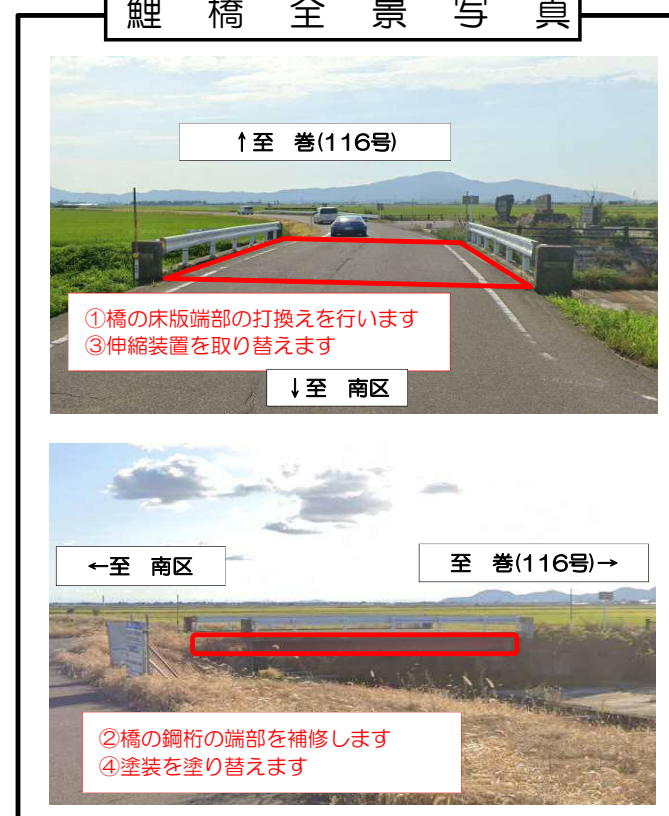 鯉橋全景写真
↑至 巻(116号)
①橋の床版端部の打換えを行います
③伸縮装置を取り替えます
↓至 南区
←至 南区
至 巻(116号)→
②橋の鋼桁の端部を補修します
④塗装を塗り替えます